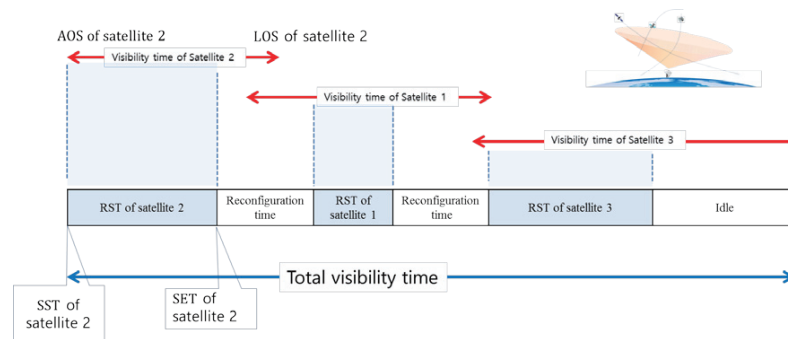 AOS of satellite 2
LOS of satellite 2
Visibility time of Satellite 2
Visibility time of Satellite 1
Visibility time of Satellite 3
RST of satellite 2
Reconfiguration
time
RST of
satellite 1
Reconfiguration
time
RST of satellite 3
Idle
Total visibility time
SST of
satellite 2
SET of
satellite 2